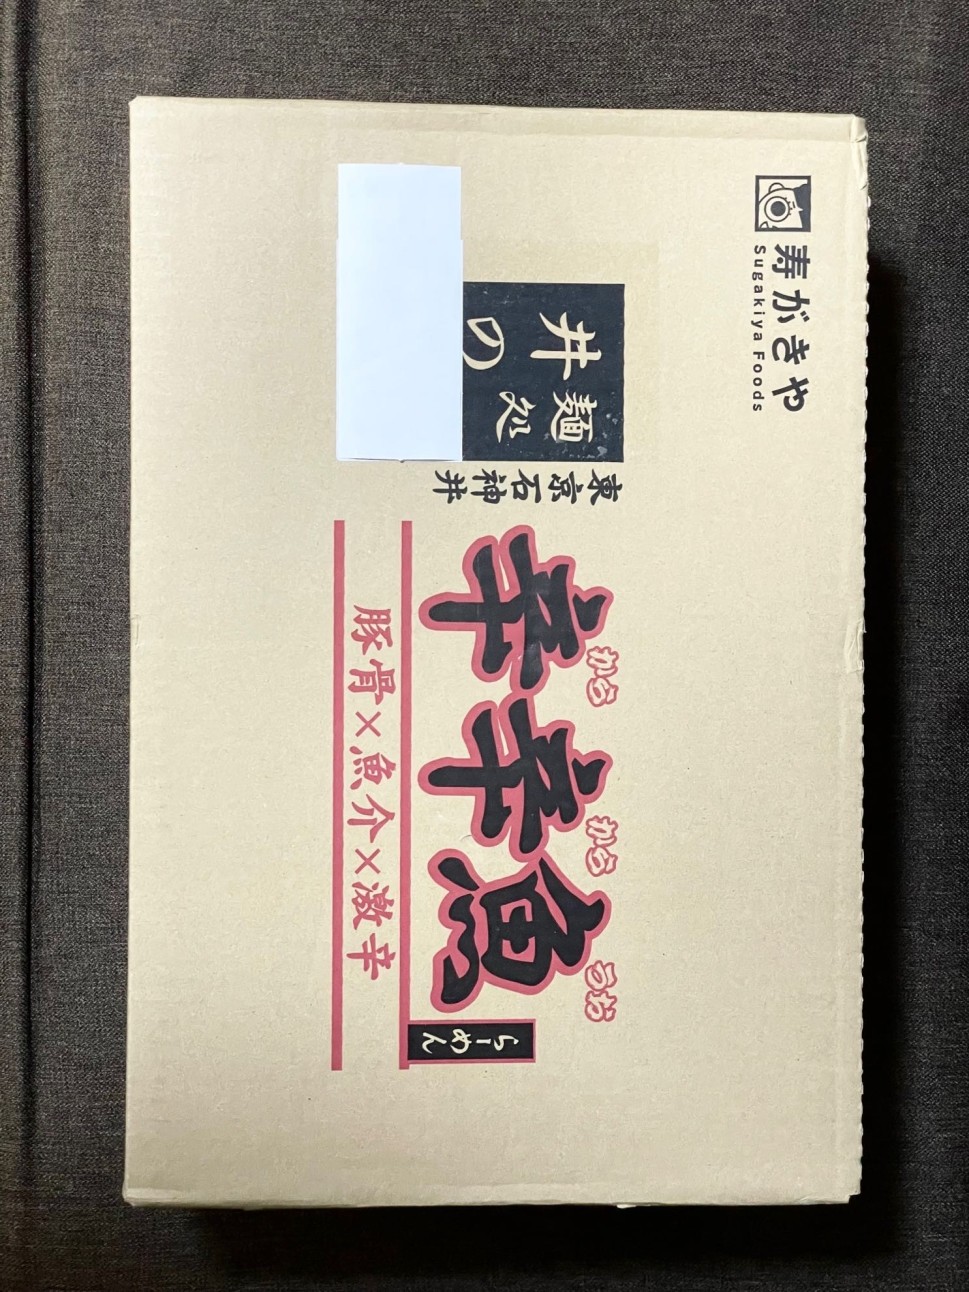 寿がきや
Sugakiya Foods
東京石神井
麺処
井の
からからうお
辛辛魚
らーめん
豚骨×魚介×激辛